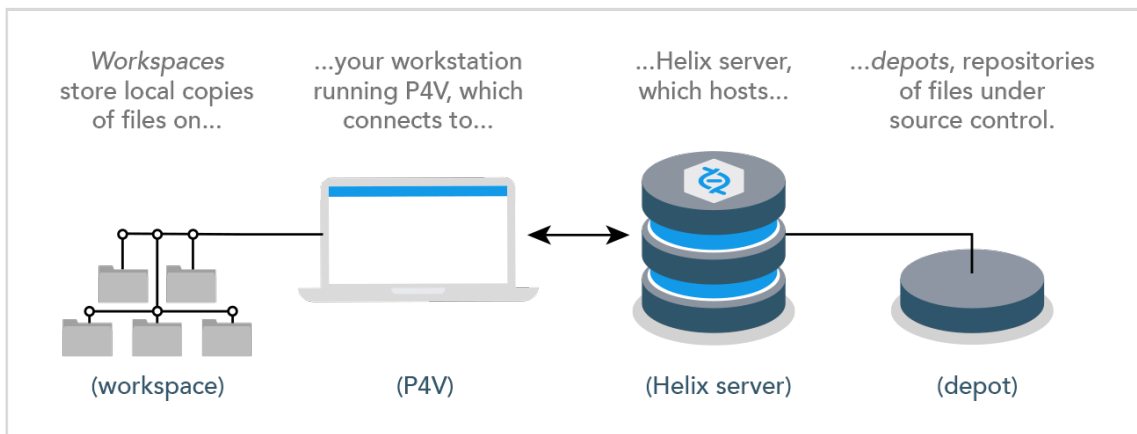 Workspaces
store local copies
of files on...
...your workstation
running P4V, which
connects to...
...Helix server,
which hosts...
...depots, repositories
of files under
source control.
(workspace)
(P4V)
(Helix server)
(depot)